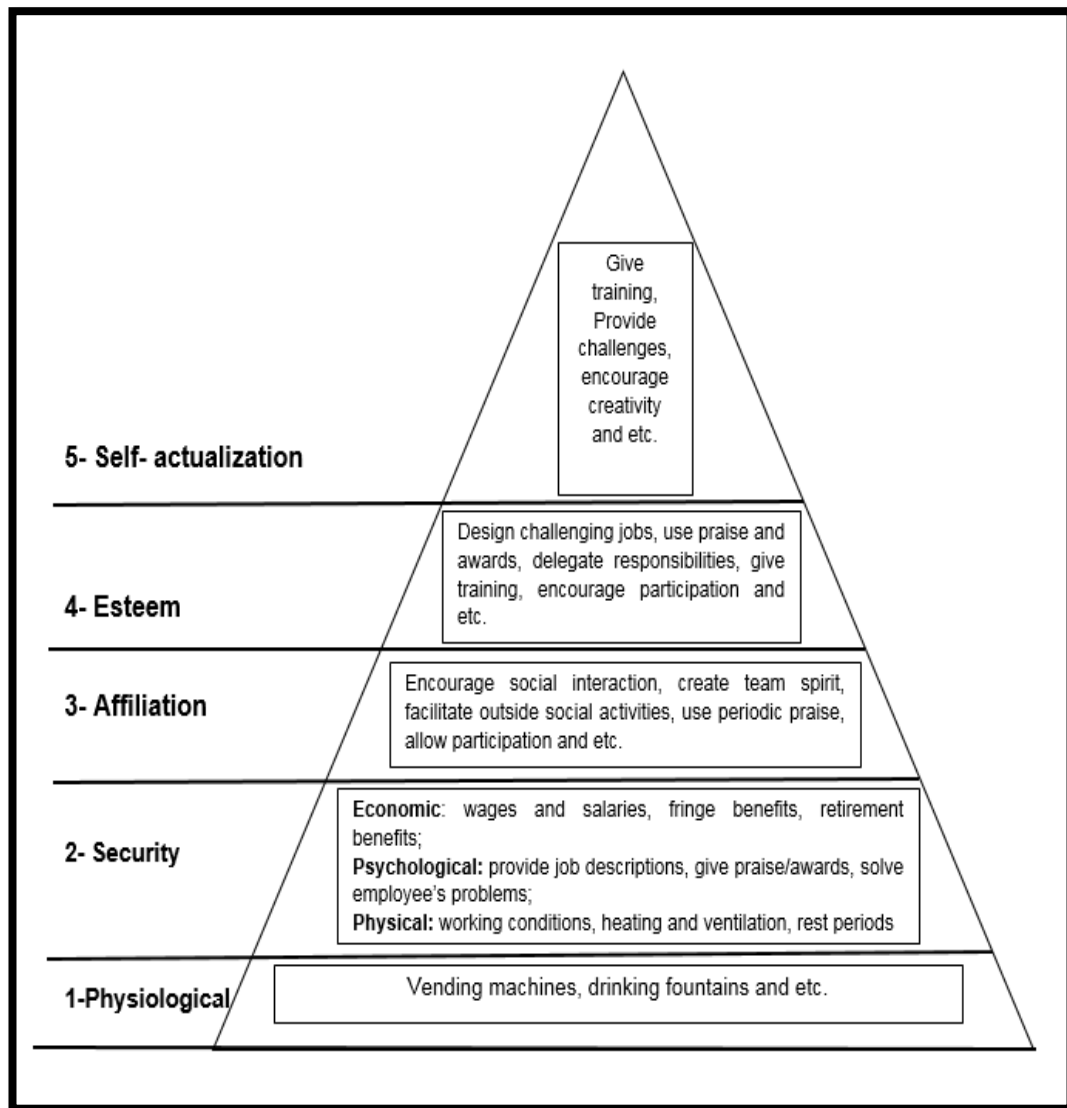 Give
training,
Provide
challenges,
encourage
creativity
and etc.
5- Self- actualization
Design challenging jobs, use praise and
awards, delegate responsibilities, give
training, encourage participation and
etc.
4- Esteem
Encourage social interaction, create team spirit,
facilitate outside social activities, use periodic praise,
allow participation and etc.
3- Affiliation
Economic: wages and salaries, fringe benefits, retirement
benefits;
Psychological: provide job descriptions, give praise/awards, solve
employee's problems;
Physical: working conditions, heating and ventilation, rest periods
2- Security
Vending machines, drinking fountains and etc.
1-Physiological